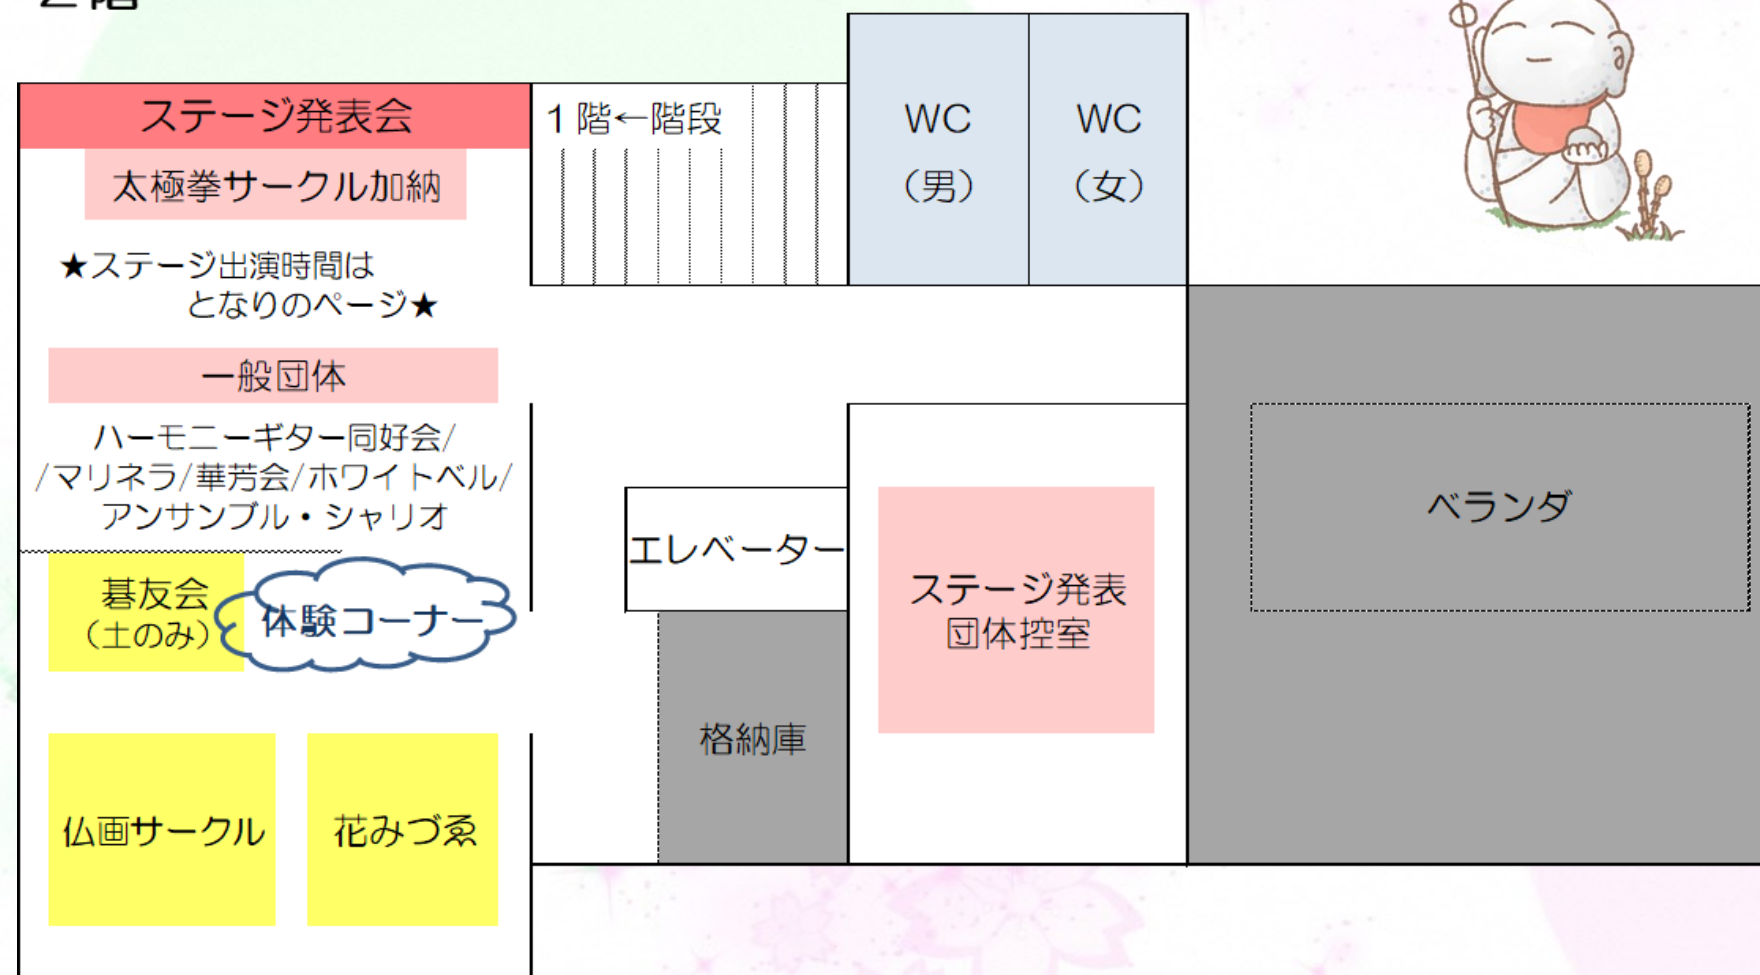 2階
ステージ発表会
太極拳サークル加納
★ステージ出演時間は
となりのページ★
一般団体
ハーモニーギター同好会/
/マリネラ/華芳会/ホワイトベル/
アンサンブル・シャリオ
碁友会
（土のみ）
体験コーナー
仏画サークル
花みづゑ
1階←階段
WC
（男）
WC
（女）
エレベーター
格納庫
ステージ発表
団体控室
ベランダ